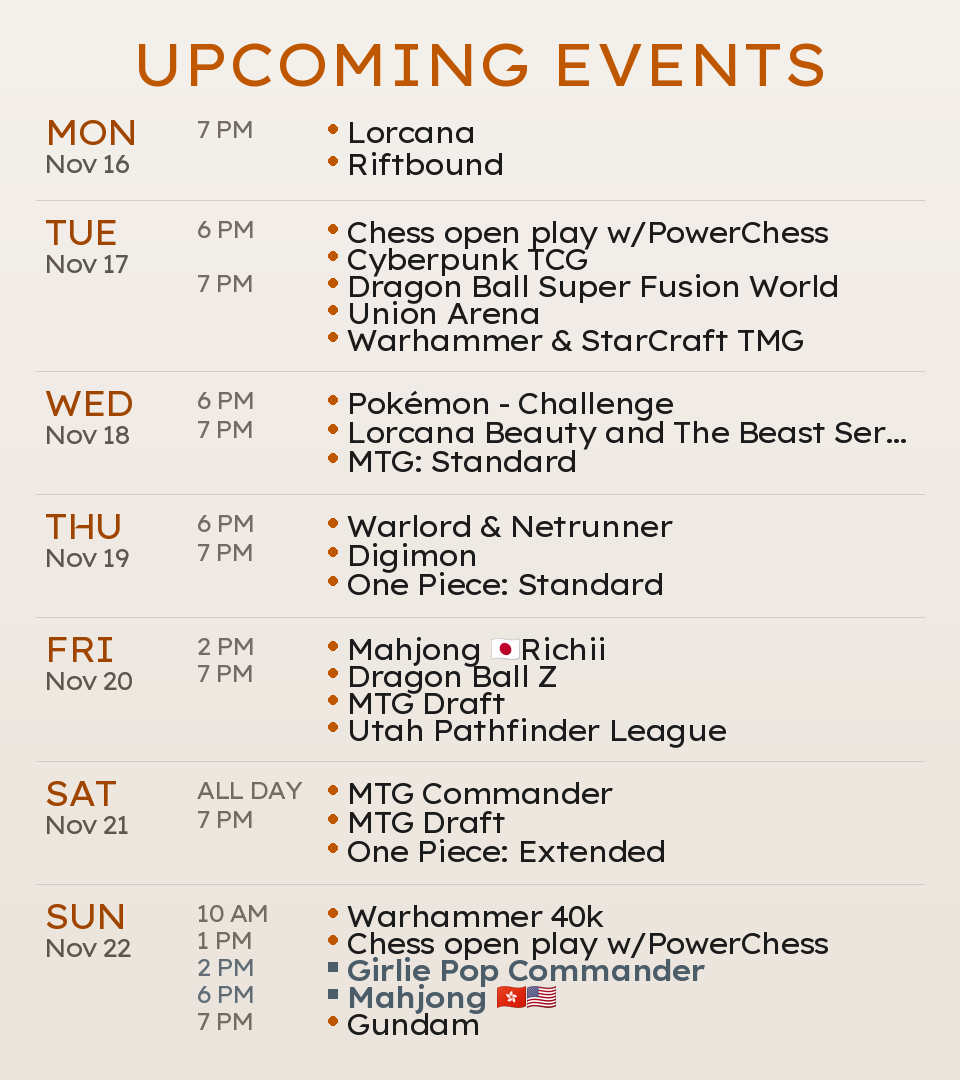 UPCOMING EVENTS
MON
Nov 16
7 PM
• Lorcana
• Riftbound
TUE
Nov 17
6 PM
• Chess open play w/PowerChess
• Cyberpunk TCG
7 PM
• Dragon Ball Super Fusion World
• Union Arena
• Warhammer & StarCraft TMG
WED
Nov 18
6 PM
• Pokémon - Challenge
7 PM
• Lorcana Beauty and The Beast Ser...
• MTG: Standard
THU
Nov 19
6 PM
• Warlord & Netrunner
7 PM
• Digimon
• One Piece: Standard
FRI
Nov 20
2 PM
• Mahjong 🇯🇵Richii
7 PM
• Dragon Ball Z
• MTG Draft
• Utah Pathfinder League
SAT
Nov 21
ALL DAY
• MTG Commander
7 PM
• MTG Draft
• One Piece: Extended
SUN
Nov 22
10 AM
• Warhammer 40k
1 PM
• Chess open play w/PowerChess
2 PM
▪ Girlie Pop Commander
6 PM
▪ Mahjong 🇭🇰🇺🇸
7 PM
• Gundam